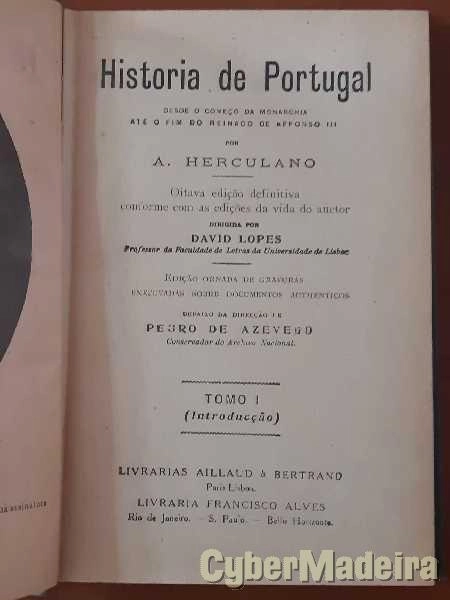 Historia de Portugal
DESDE O COMEÇO DA MONARCHIA
ATÉ O FIM DO REINADO DE AFFONSO III
POR
A. HERCULANO
Oitava edição definitiva
conforme com as edições da vida do auctor
DIRIGIDA POR
DAVID LOPES
Professor da Faculdade de Letras da Universidade de Lisboa
EDIÇÃO ORNADA DE GRAVURAS
EXECUTADAS SOBRE DOCUMENTOS AUTHENTICOS
DEBAIXO DA DIRECÇÃO DE
PEDRO DE AZEVEDO
Conservador do Archivo Nacional.
TOMO I
(Introducção)
LIVRARIAS AILLAUD & BERTRAND
Paris Lisboa.
LIVRARIA FRANCISCO ALVES
Rio de Janeiro. — S. Paulo. — Bello Horizonte.
assinatura
CyberMadeira